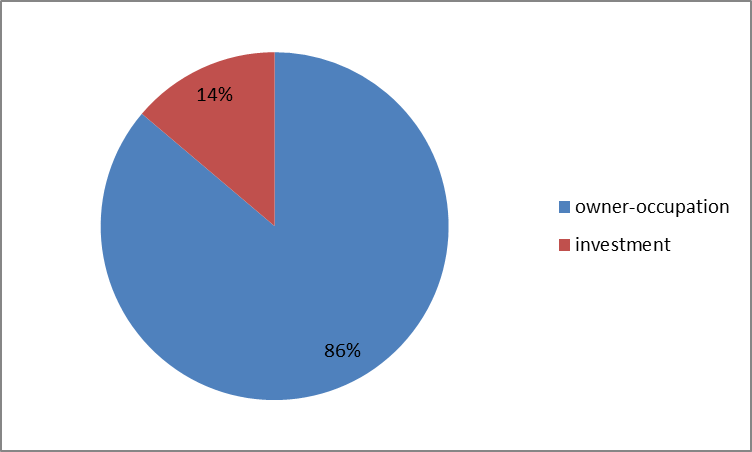 14%
owner-occupation
investment
86%